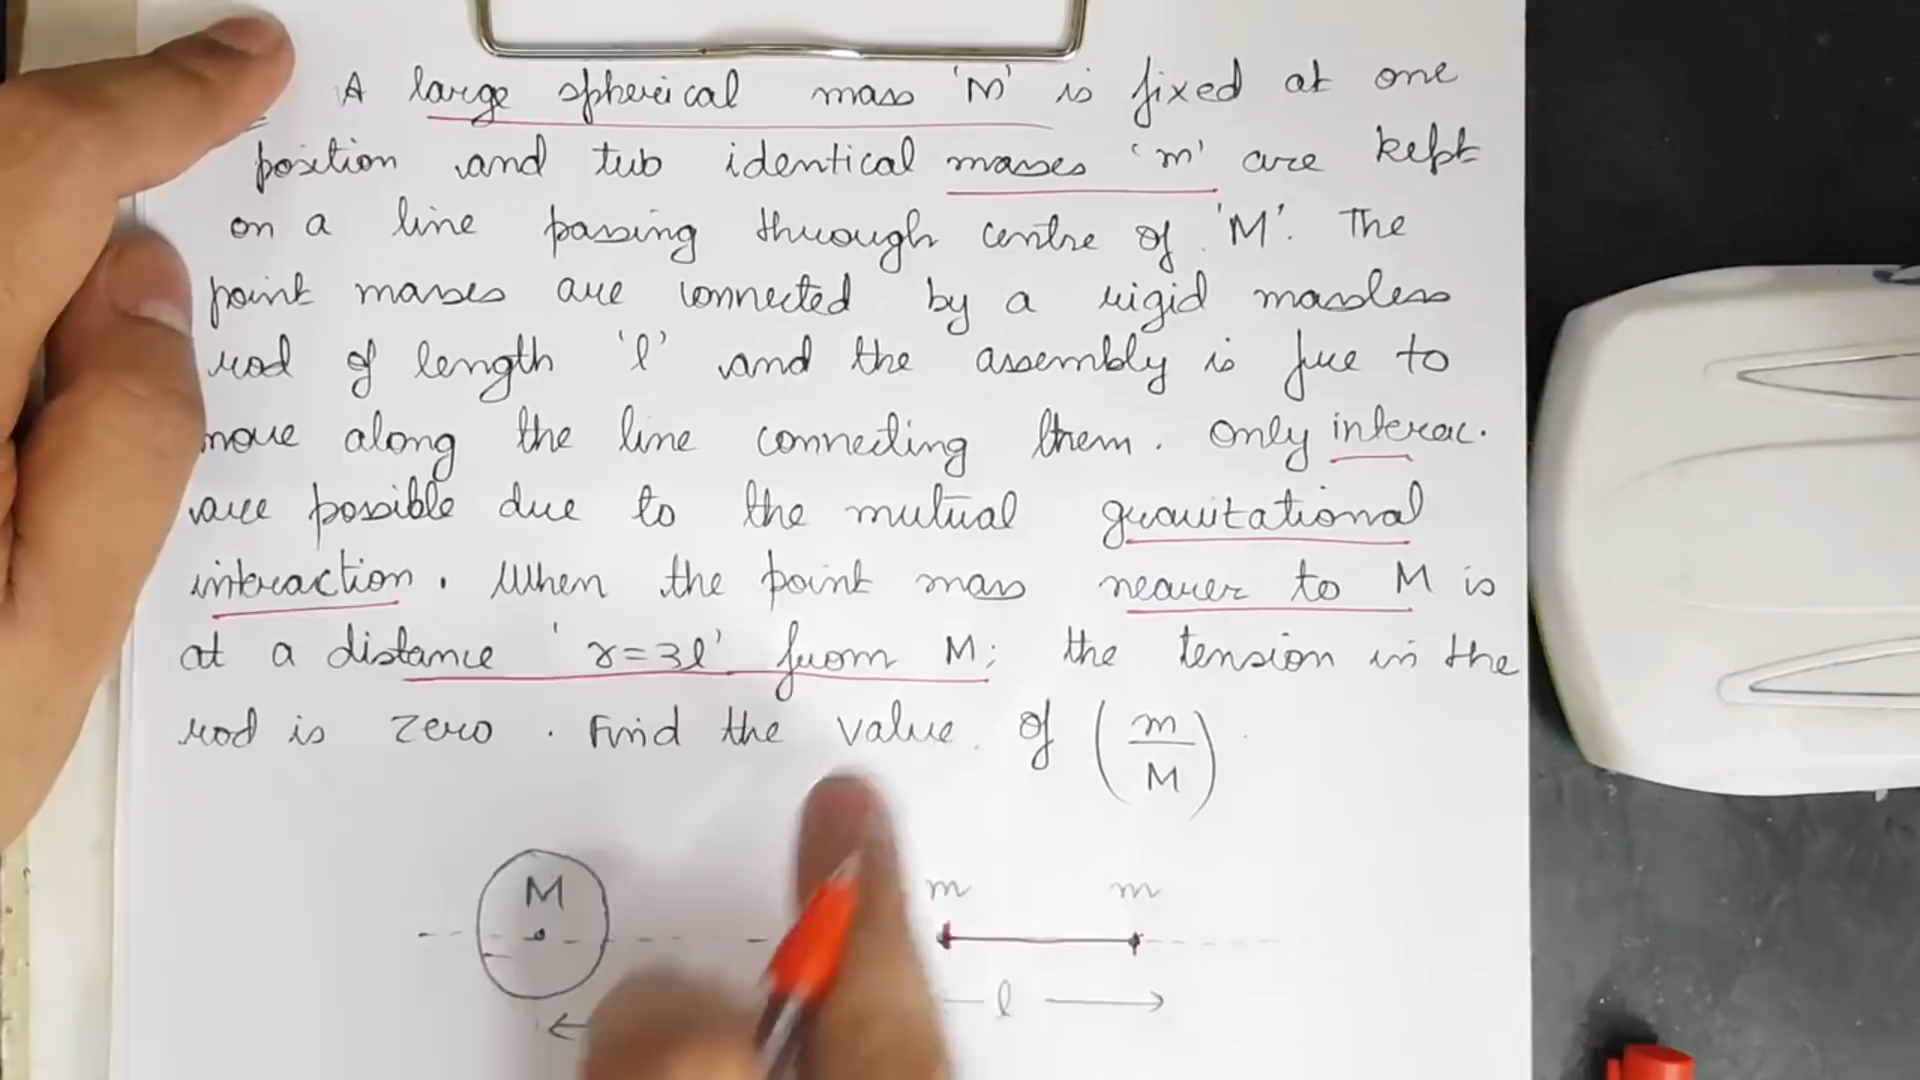 A large spherical mass 'M' is fixed at one
position and two identical masses 'm' are kept
on a line passing through centre of 'M'. The
point masses are connected by a rigid massless
rod of length 'l' and the assembly is free to
move along the line connecting them. Only interac.
are possible due to the mutual gravitational
interaction. When the point mass nearer to M is
at a distance 'r=3l' from M; the tension in the
rod is zero. Find the value of (m/M)
M m m
l